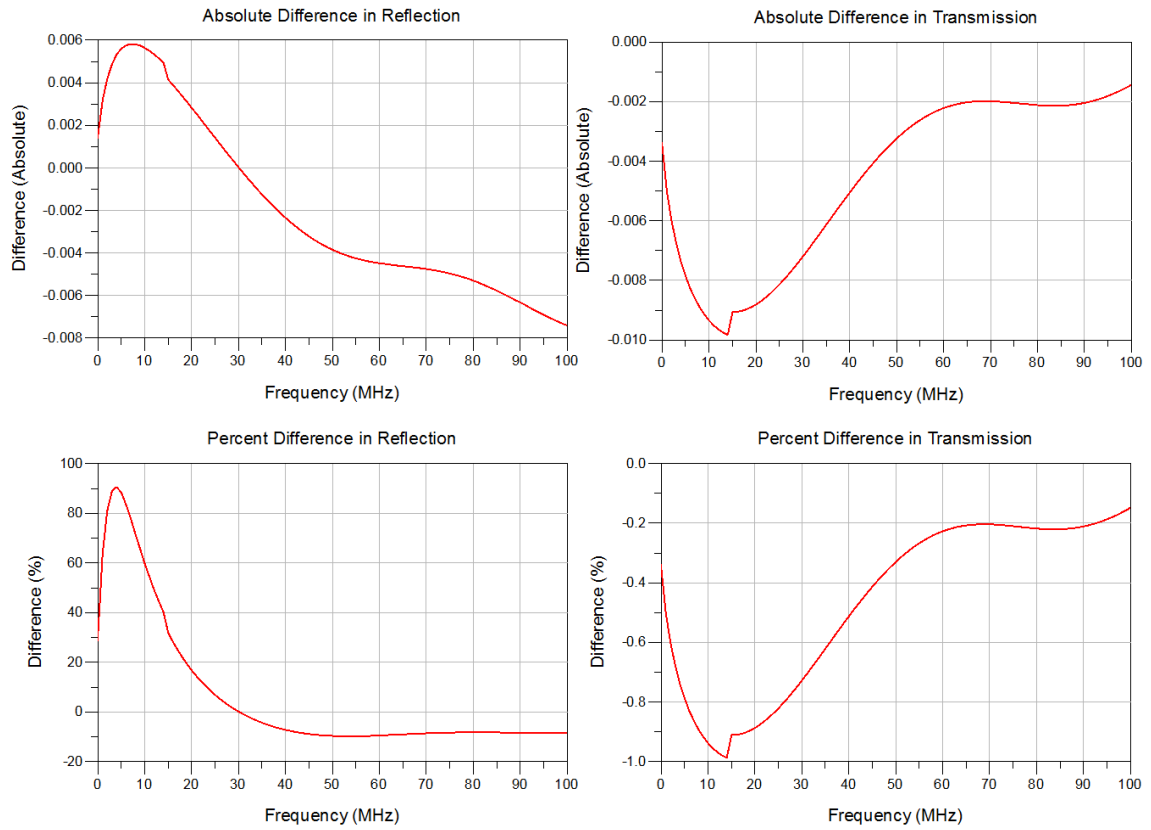 Absolute Difference in Reflection
Difference (Absolute)
0.006
0.004
0.002
0.000
-0.002
-0.004
-0.006
-0.008
0 10 20 30 40 50 60 70 80 90 100
Frequency (MHz)
Absolute Difference in Transmission
Difference (Absolute)
0.000
-0.002
-0.004
-0.006
-0.008
-0.010
0 10 20 30 40 50 60 70 80 90 100
Frequency (MHz)
Percent Difference in Reflection
Difference (%)
100
80
60
40
20
0
-20
0 10 20 30 40 50 60 70 80 90 100
Frequency (MHz)
Percent Difference in Transmission
Difference (%)
0.0
-0.2
-0.4
-0.6
-0.8
-1.0
0 10 20 30 40 50 60 70 80 90 100
Frequency (MHz)